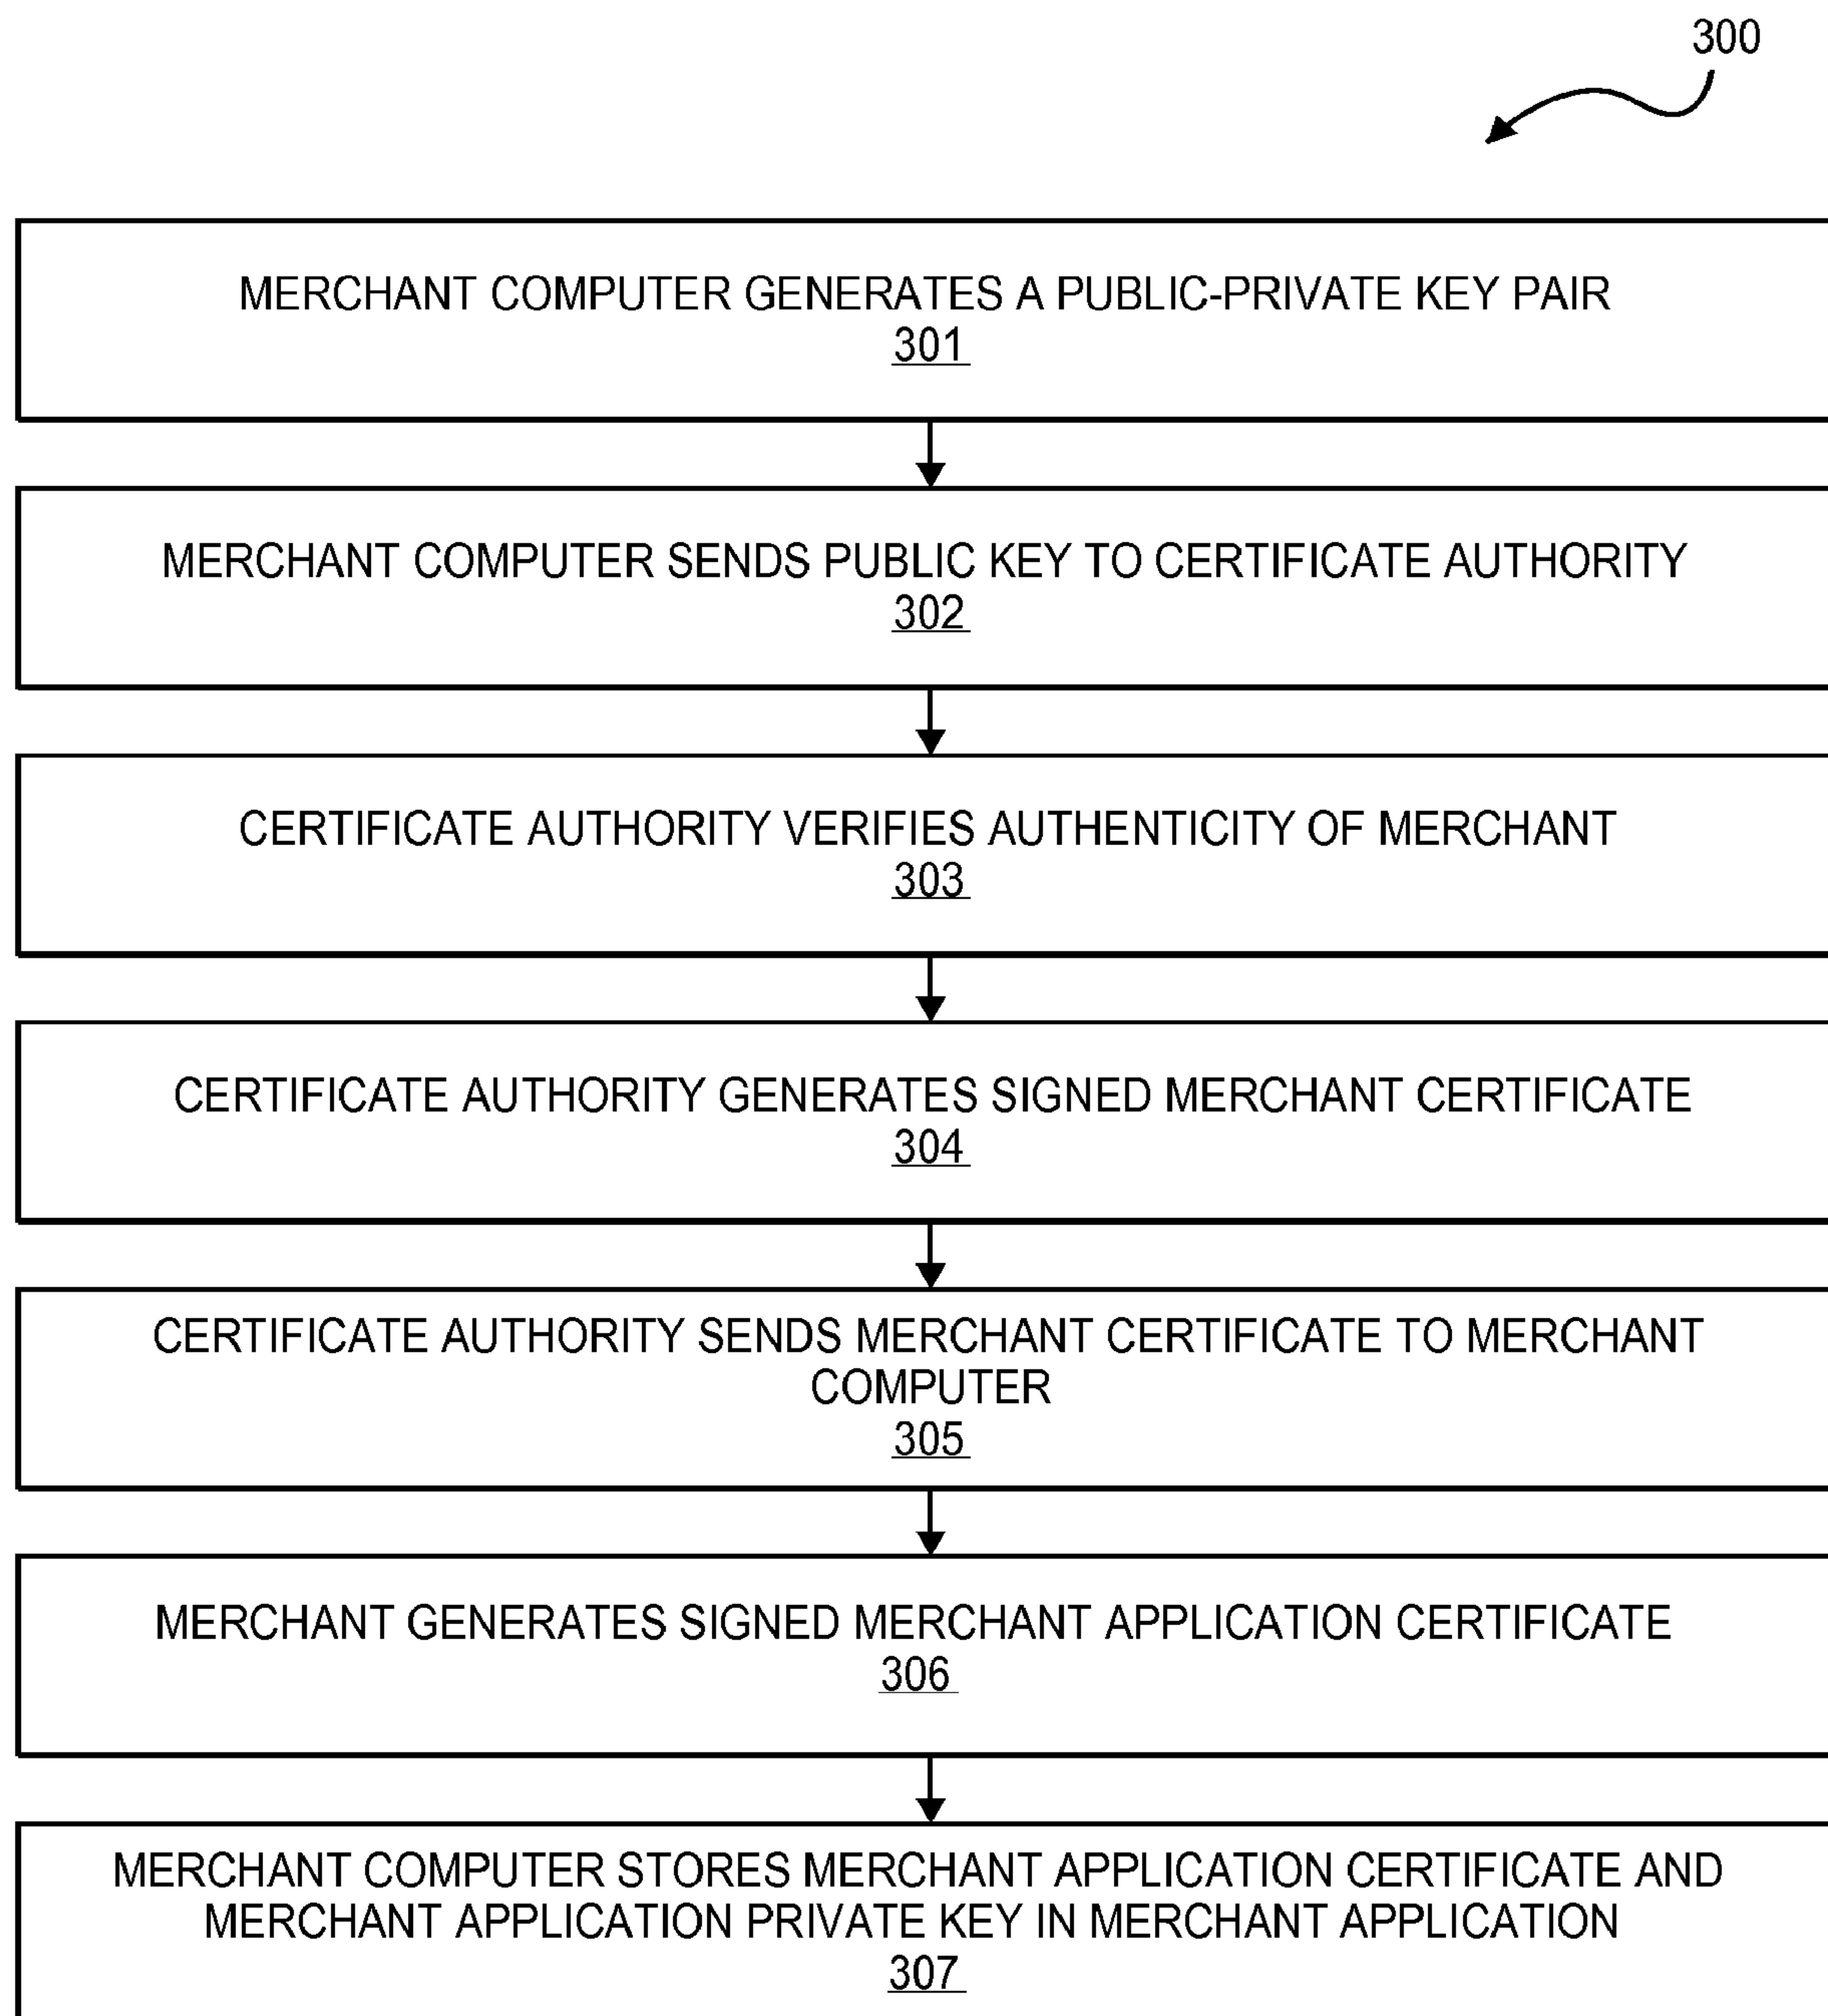 300
MERCHANT COMPUTER GENERATES A PUBLIC-PRIVATE KEY PAIR
301
MERCHANT COMPUTER SENDS PUBLIC KEY TO CERTIFICATE AUTHORITY
302
CERTIFICATE AUTHORITY VERIFIES AUTHENTICITY OF MERCHANT
303
CERTIFICATE AUTHORITY GENERATES SIGNED MERCHANT CERTIFICATE
304
CERTIFICATE AUTHORITY SENDS MERCHANT CERTIFICATE TO MERCHANT
COMPUTER
305
MERCHANT GENERATES SIGNED MERCHANT APPLICATION CERTIFICATE
306
MERCHANT COMPUTER STORES MERCHANT APPLICATION CERTIFICATE AND
MERCHANT APPLICATION PRIVATE KEY IN MERCHANT APPLICATION
307